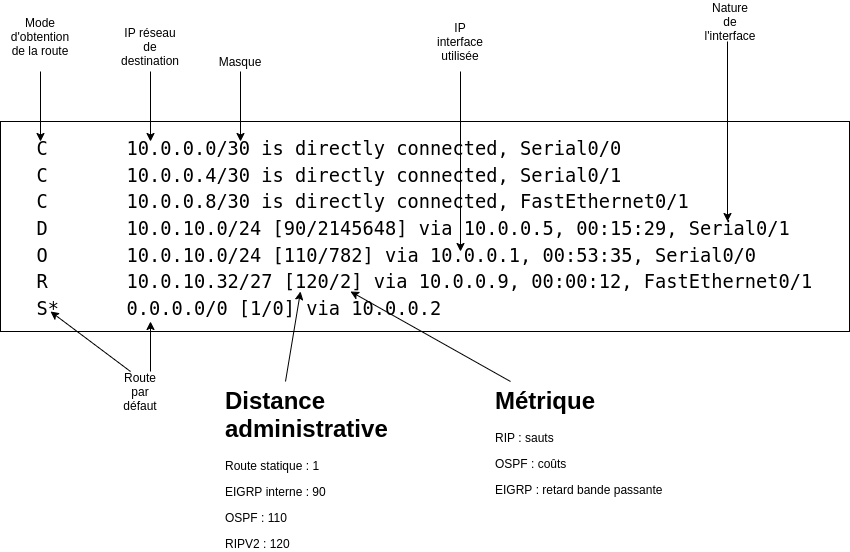 Mode
d'obtention
de la route
IP réseau
de
destination
Masque
IP
interface
utilisée
Nature
de
l'interface
C 10.0.0.0/30 is directly connected, Serial0/0
C 10.0.0.4/30 is directly connected, Serial0/1
C 10.0.0.8/30 is directly connected, FastEthernet0/1
D 10.0.10.0/24 [90/2145648] via 10.0.0.5, 00:15:29, Serial0/1
O 10.0.10.0/24 [110/782] via 10.0.0.1, 00:53:35, Serial0/0
R 10.0.10.32/27 [120/2] via 10.0.0.9, 00:00:12, FastEthernet0/1
S* 0.0.0.0/0 [1/0] via 10.0.0.2
Route
par
défaut
Distance
administrative
Route statique : 1
EIGRP interne : 90
OSPF : 110
RIPV2 : 120
Métrique
RIP : sauts
OSPF : coûts
EIGRP : retard bande passante